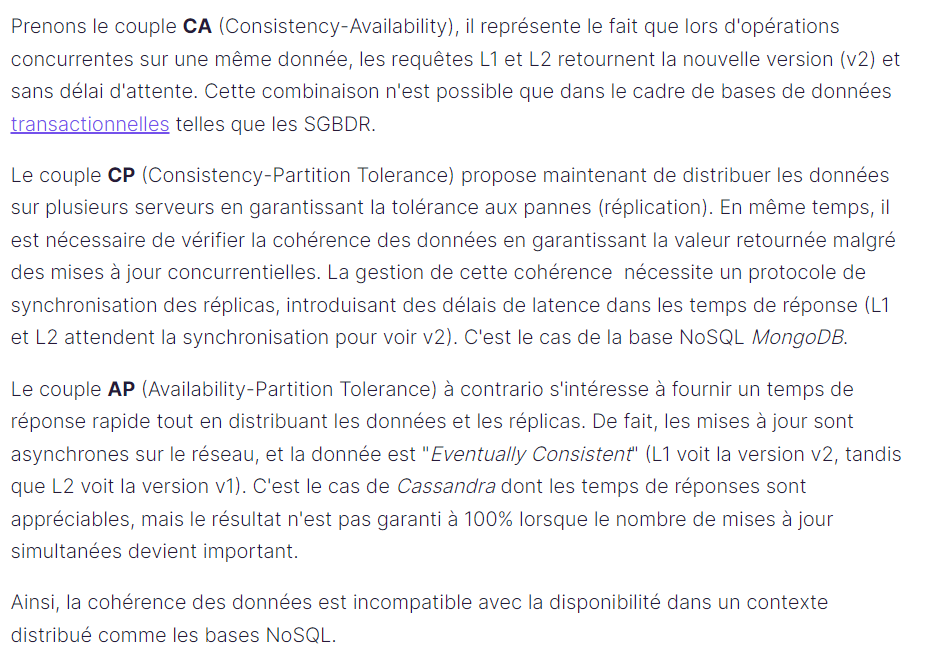 Prenons le couple CA (Consistency-Availability), il représente le fait que lors d'opérations
concurrentes sur une même donnée, les requêtes L1 et L2 retournent la nouvelle version (v2) et
sans délai d'attente. Cette combinaison n'est possible que dans le cadre de bases de données
transactionnelles telles que les SGBDR.
Le couple CP (Consistency-Partition Tolerance) propose maintenant de distribuer les données
sur plusieurs serveurs en garantissant la tolérance aux pannes (réplication). En même temps, il
est nécessaire de vérifier la cohérence des données en garantissant la valeur retournée malgré
des mises à jour concurrentielles. La gestion de cette cohérence  nécessite un protocole de
synchronisation des réplicas, introduisant des délais de latence dans les temps de réponse (L1
et L2 attendent la synchronisation pour voir v2). C'est le cas de la base NoSQL MongoDB.
Le couple AP (Availability-Partition Tolerance) à contrario s'intéresse à fournir un temps de
réponse rapide tout en distribuant les données et les réplicas. De fait, les mises à jour sont
asynchrones sur le réseau, et la donnée est "Eventually Consistent" (L1 voit la version v2, tandis
que L2 voit la version v1). C'est le cas de Cassandra dont les temps de réponses sont
appréciables, mais le résultat n'est pas garanti à 100% lorsque le nombre de mises à jour
simultanées devient important.
Ainsi, la cohérence des données est incompatible avec la disponibilité dans un contexte
distribué comme les bases NoSQL.